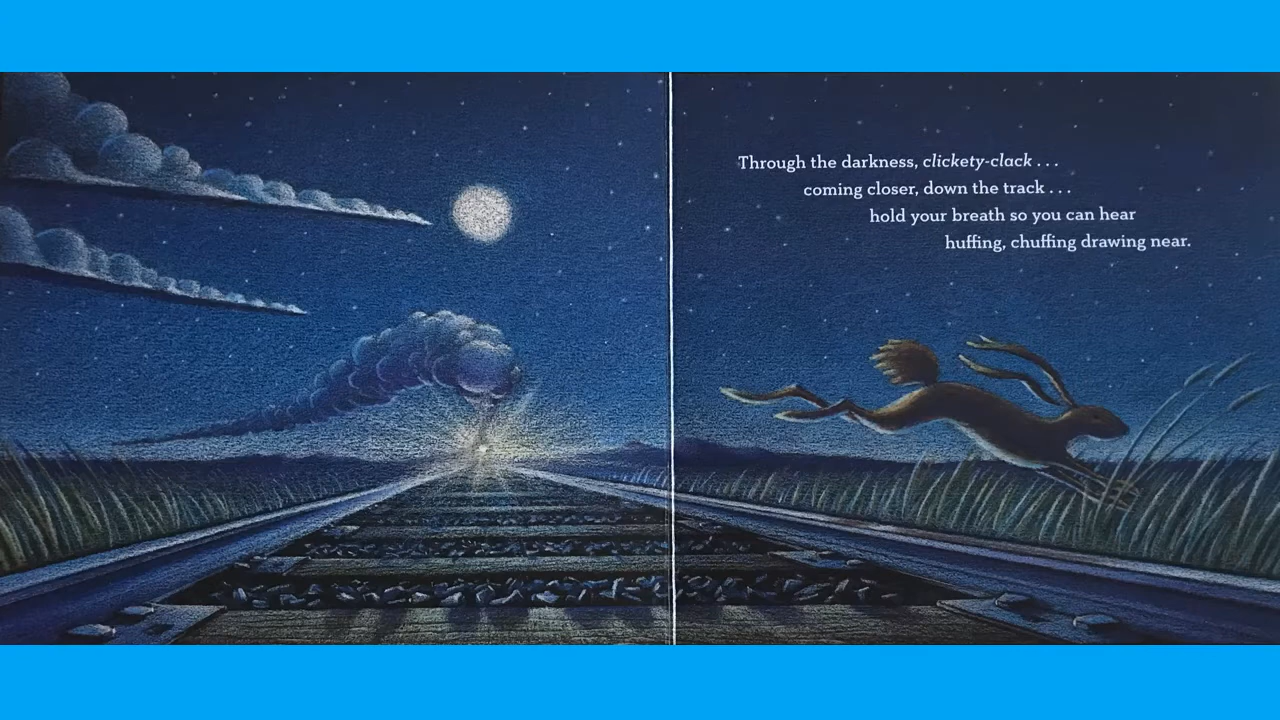 Through the darkness, clickety-clack . . .
coming closer, down the track . . .
hold your breath so you can hear
huffing, chuffing drawing near.